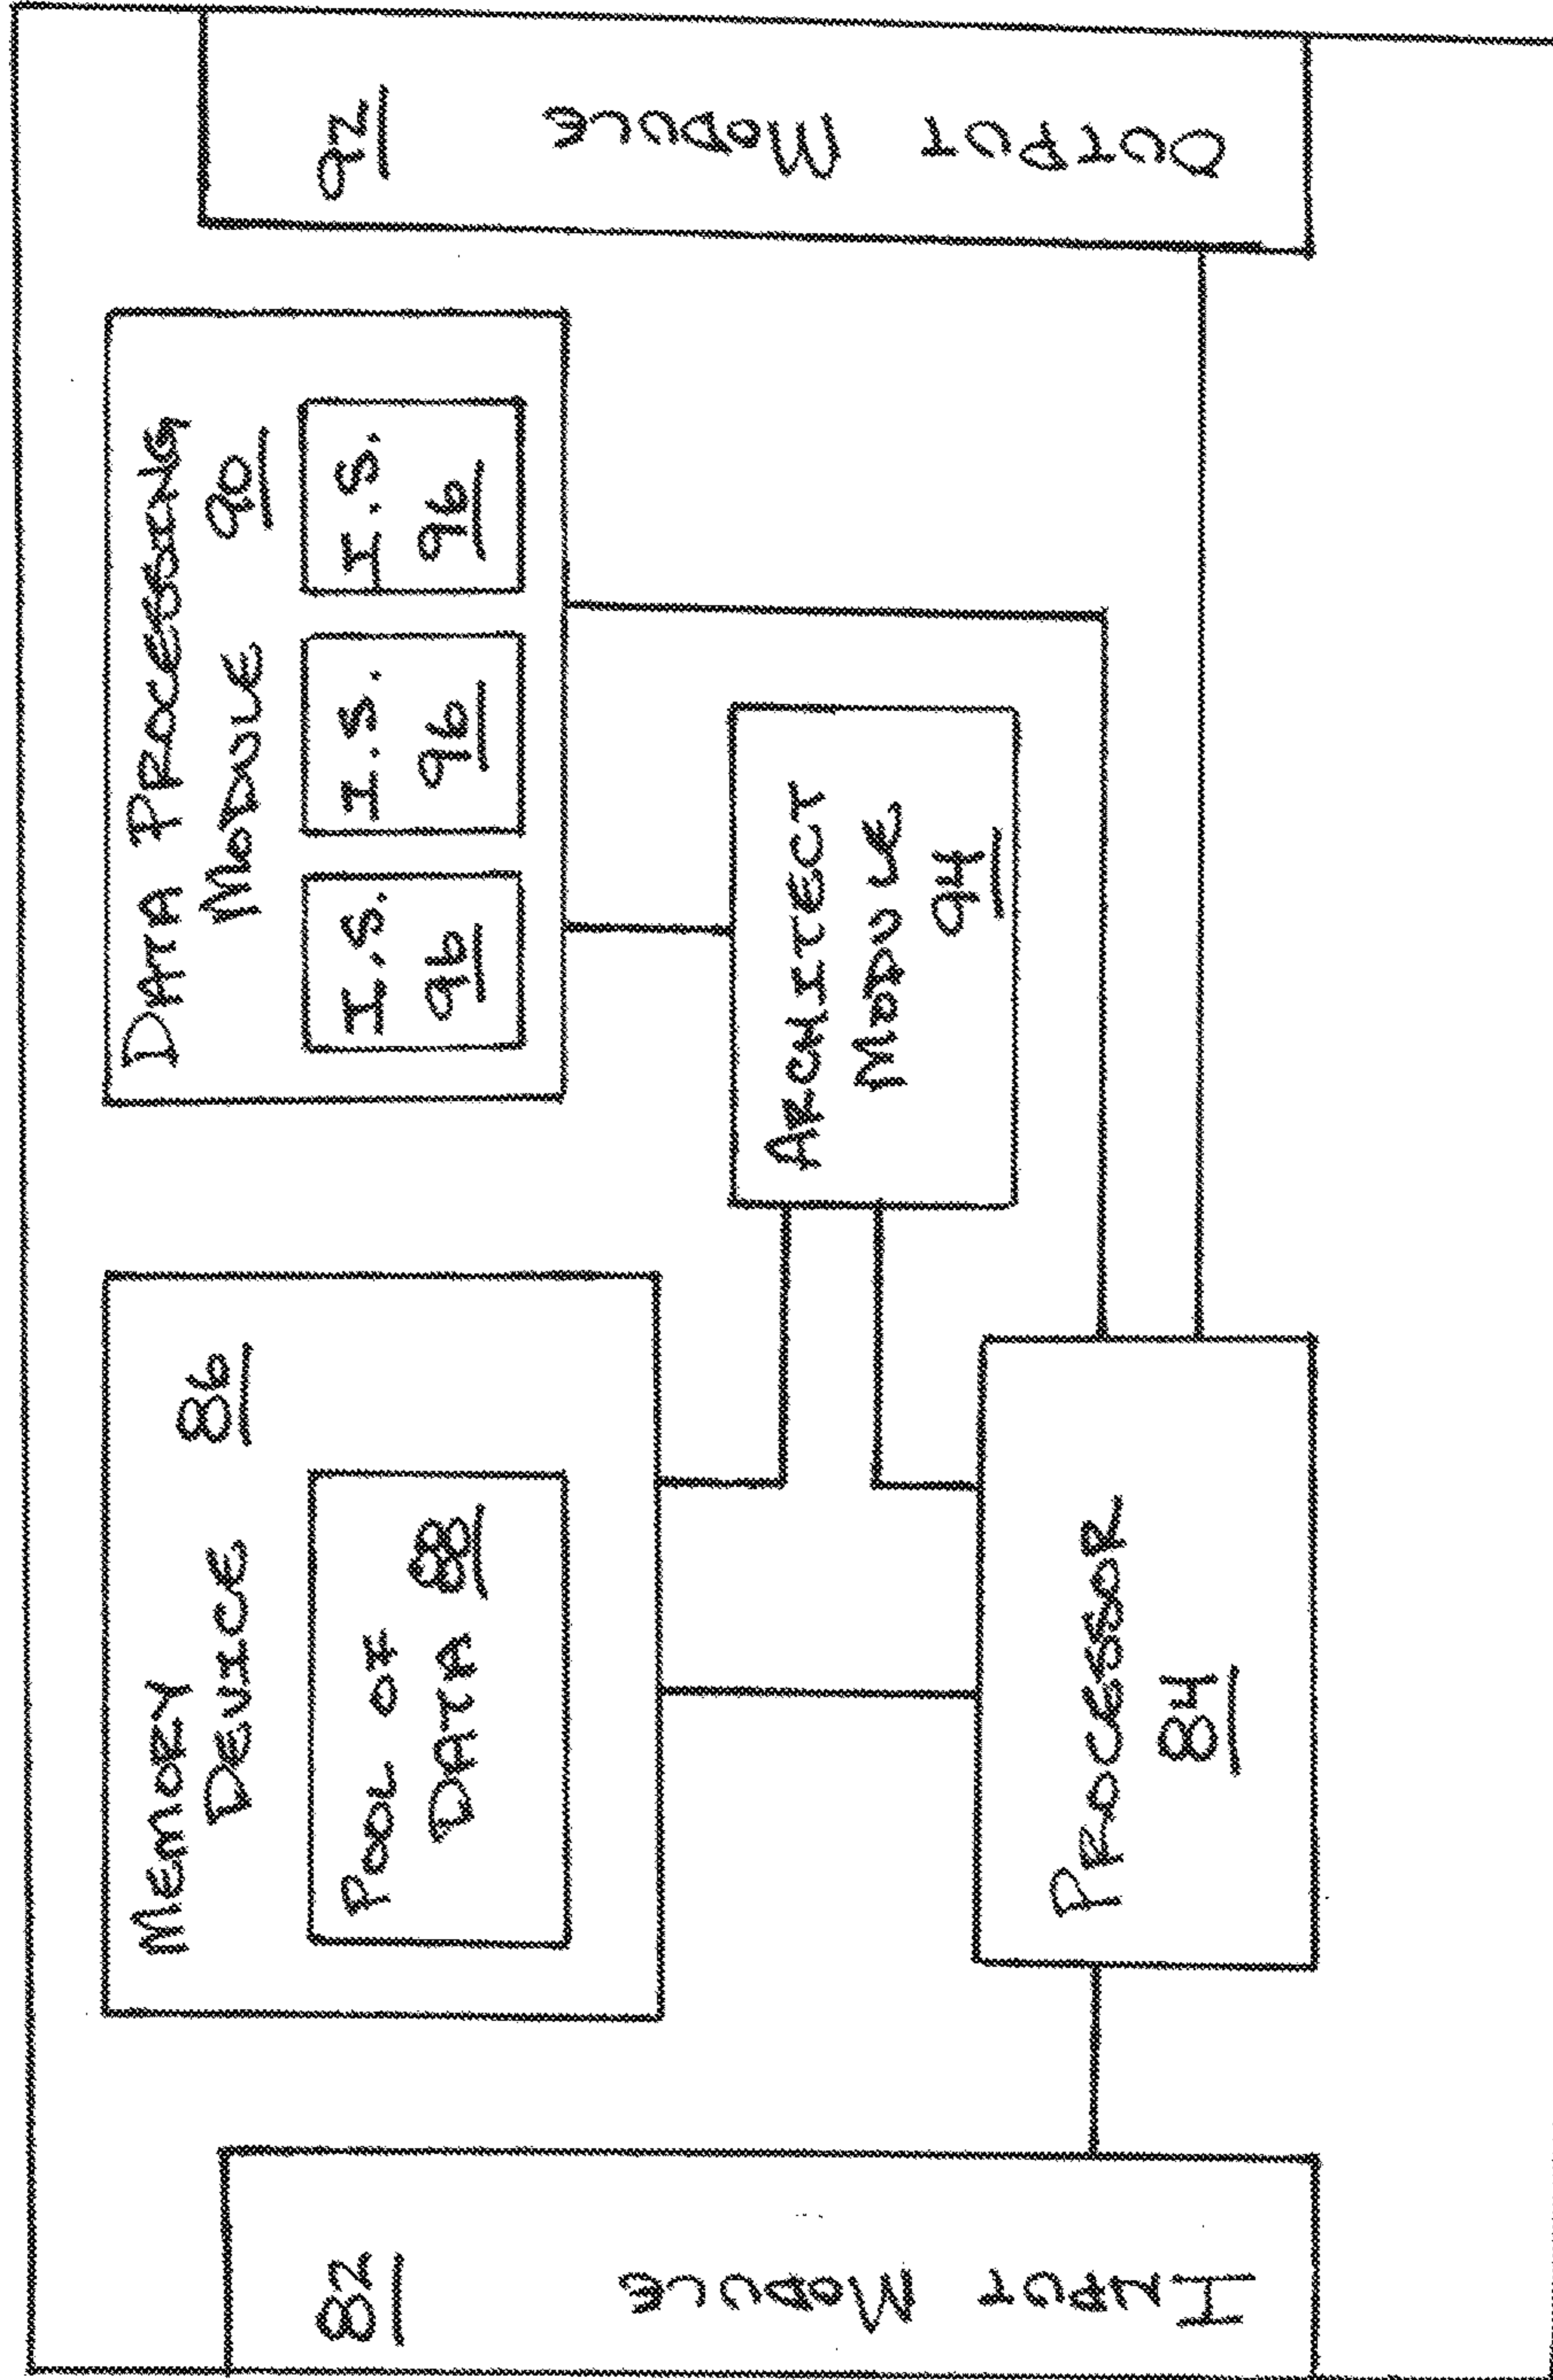 INPUT MODULE
82
MEMORY
DEVICE 86
POOL OF
DATA 88
PROCESSOR
84
DATA PROCESSING
MODULE 90
I.S.
96
I.S.
96
I.S.
96
ARCHITECT
MODULE
94
OUTPUT MODULE
92